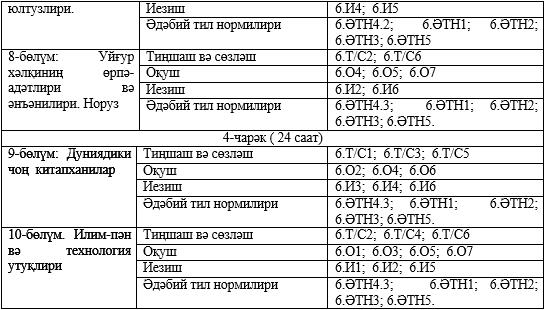 юлтузлири. Иезиш 6.И4; 6.И5
Әдәбий тил нормилири 6.ӘТН4.2; 6.ӘТН1; 6.ӘТН2;
6.ӘТН3; 6.ӘТН5
8-бөлүм: Уйғур Тиңшаш вә сөзләш 6.Т/С2; 6.Т/С6
хәлқиниң өрпә- Оқуш 6.О4; 6.О5; 6.О7
адәтлири вә Иезиш 6.И2; 6.И6
әнъәнилири. Норуз Әдәбий тил нормилири 6.ӘТН4.3; 6.ӘТН1; 6.ӘТН2;
6.ӘТН3; 6.ӘТН5.
4-чарәк ( 24 саат)
9-бөлүм: Дуниядики Тиңшаш вә сөзләш 6.Т/С1; 6.Т/С3; 6.Т/С5
чоң китапханилар Оқуш 6.О2; 6.О4; 6.О6
Иезиш 6.И3; 6.И4; 6.И6
Әдәбий тил нормилири 6.ӘТН4.3; 6.ӘТН1; 6.ӘТН2;
6.ӘТН3; 6.ӘТН5.
10-бөлүм. Илим-пән Тиңшаш вә сөзләш 6.Т/С2; 6.Т/С4; 6.Т/С6
вә технология Оқуш 6.О1; 6.О3; 6.О5; 6.О7
утуқлири Иезиш 6.И1; 6.И2; 6.И5
Әдәбий тил нормилири 6.ӘТН4.3; 6.ӘТН1; 6.ӘТН2;
6.ӘТН3; 6.ӘТН5.